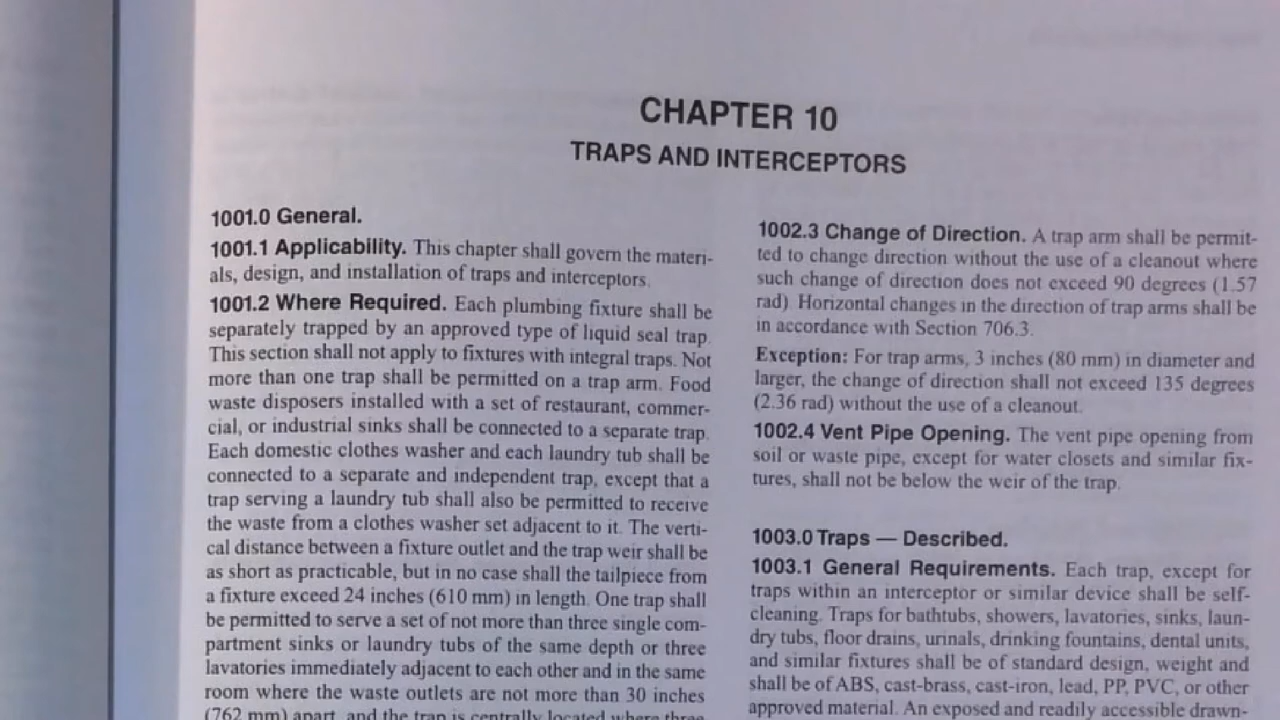 CHAPTER 10
TRAPS AND INTERCEPTORS
1001.0 General.
1001.1 Applicability. This chapter shall govern the materi-
als, design, and installation of traps and interceptors.
1001.2 Where Required. Each plumbing fixture shall be
separately trapped by an approved type of liquid seal trap.
This section shall not apply to fixtures with integral traps. Not
more than one trap shall be permitted on a trap arm. Food
waste disposers installed with a set of restaurant, commer-
cial, or industrial sinks shall be connected to a separate trap.
Each domestic clothes washer and each laundry tub shall be
connected to a separate and independent trap, except that a
trap serving a laundry tub shall also be permitted to receive
the waste from a clothes washer set adjacent to it. The verti-
cal distance between a fixture outlet and the trap weir shall be
as short as practicable, but in no case shall the tailpiece from
a fixture exceed 24 inches (610 mm) in length. One trap shall
be permitted to serve a set of not more than three single com-
partment sinks or laundry tubs of the same depth or three
lavatories immediately adjacent to each other and in the same
room where the waste outlets are not more than 30 inches
(762 mm) apart, and the trap is centrally located where three
1002.3 Change of Direction. A trap arm shall be permit-
ted to change direction without the use of a cleanout where
such change of direction does not exceed 90 degrees (1.57
rad). Horizontal changes in the direction of trap arms shall be
in accordance with Section 706.3.
Exception: For trap arms, 3 inches (80 mm) in diameter and
larger, the change of direction shall not exceed 135 degrees
(2.36 rad) without the use of a cleanout.
1002.4 Vent Pipe Opening. The vent pipe opening from
soil or waste pipe, except for water closets and similar fix-
tures, shall not be below the weir of the trap.
1003.0 Traps — Described.
1003.1 General Requirements. Each trap, except for
traps within an interceptor or similar device shall be self-
cleaning. Traps for bathtubs, showers, lavatories, sinks, laun-
dry tubs, floor drains, urinals, drinking fountains, dental units,
and similar fixtures shall be of standard design, weight and
shall be of ABS, cast-brass, cast-iron, lead, PP, PVC, or other
approved material. An exposed and readily accessible drawn-